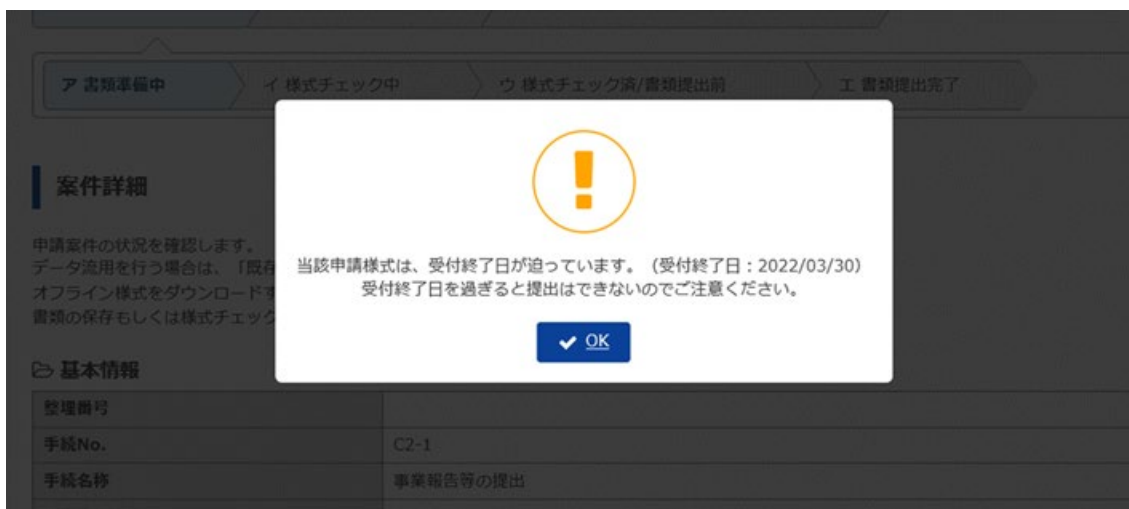 ア 書類準備中
イ 様式チェック中
ウ 様式チェック済/書類提出前
エ 書類提出完了
案件詳細
申請案件の状況を確認します。
データ流用を行う場合は、「既存
オフライン様式をダウンロードす
書類の保存もしくは様式チェック
当該申請様式は、受付終了日が迫っています。（受付終了日：2022/03/30）
受付終了日を過ぎると提出はできないのでご注意ください。
OK
基本情報
整理番号
手続No. C2-1
手続名称 事業報告等の提出